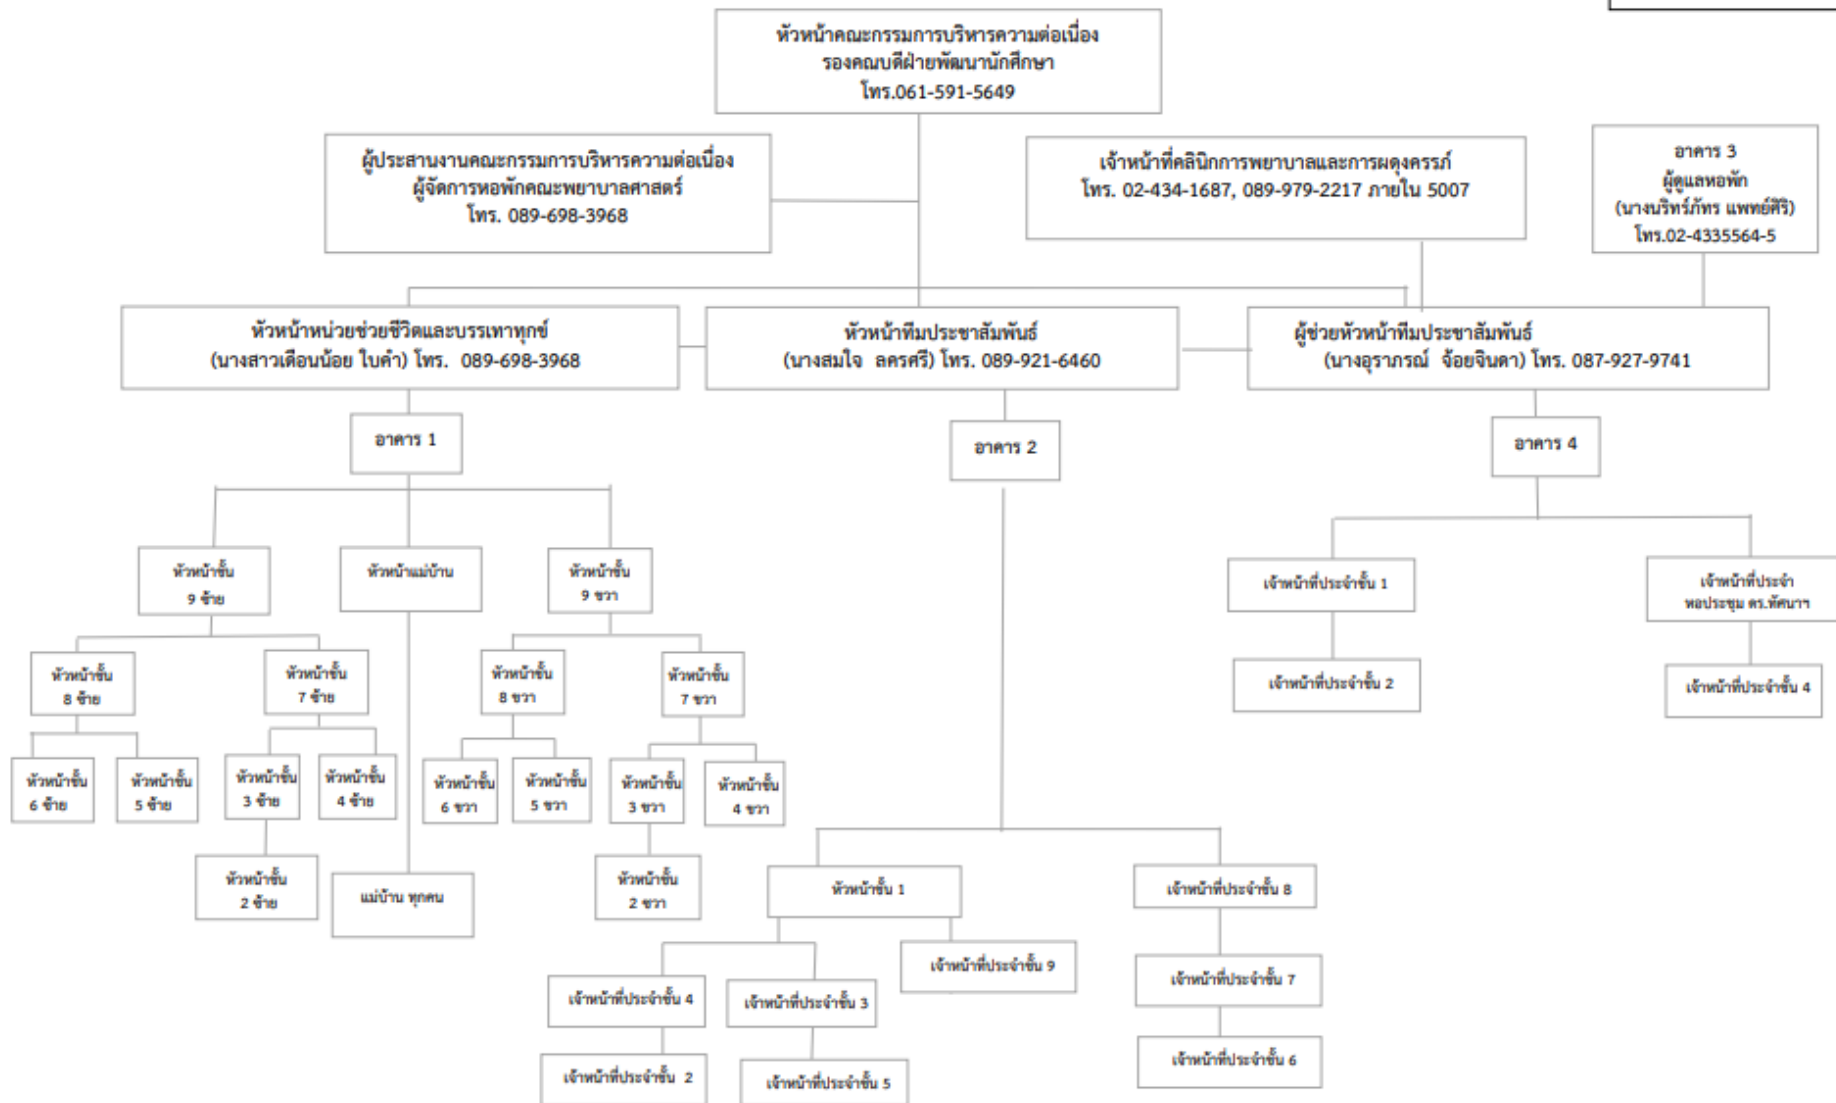 หัวหน้าคณะกรรมการบริหารความต่อเนื่อง
รองคณบดีฝ่ายพัฒนานักศึกษา
โทร.061-591-5649
ผู้ประสานงานคณะกรรมการบริหารความต่อเนื่อง
ผู้จัดการหอพักคณะพยาบาลศาสตร์
โทร. 089-698-3968
เจ้าหน้าที่คลินิกการพยาบาลและการผดุงครรภ์
โทร. 02-434-1687, 089-979-2217 ภายใน 5007
อาคาร 3
ผู้ดูแลหอพัก
(นางนริทร์ภัทร แพทย์ศิริ)
โทร.02-4335564-5
หัวหน้าหน่วยช่วยชีวิตและบรรเทาทุกข์
(นางสาวเดือนน้อย ใบคำ) โทร. 089-698-3968
หัวหน้าทีมประชาสัมพันธ์
(นางสมใจ ลครศรี) โทร. 089-921-6460
ผู้ช่วยหัวหน้าทีมประชาสัมพันธ์
(นางอุราภรณ์ จ้อยจินดา) โทร. 087-927-9741
อาคาร 1
อาคาร 2
อาคาร 4
หัวหน้าชั้น
9 ซ้าย
หัวหน้าแม่บ้าน
หัวหน้าชั้น
9 ขวา
เจ้าหน้าที่ประจำชั้น 1
เจ้าหน้าที่ประจำ
หอประชุม ดร.ทัศนาฯ
หัวหน้าชั้น
8 ซ้าย
หัวหน้าชั้น
7 ซ้าย
หัวหน้าชั้น
8 ขวา
หัวหน้าชั้น
7 ขวา
เจ้าหน้าที่ประจำชั้น 2
เจ้าหน้าที่ประจำชั้น 4
หัวหน้าชั้น
6 ซ้าย
หัวหน้าชั้น
5 ซ้าย
หัวหน้าชั้น
3 ซ้าย
หัวหน้าชั้น
4 ซ้าย
หัวหน้าชั้น
6 ขวา
หัวหน้าชั้น
5 ขวา
หัวหน้าชั้น
3 ขวา
หัวหน้าชั้น
4 ขวา
หัวหน้าชั้น
2 ซ้าย
แม่บ้าน ทุกคน
หัวหน้าชั้น
2 ขวา
หัวหน้าชั้น 1
เจ้าหน้าที่ประจำชั้น 8
เจ้าหน้าที่ประจำชั้น 9
เจ้าหน้าที่ประจำชั้น 4
เจ้าหน้าที่ประจำชั้น 3
เจ้าหน้าที่ประจำชั้น 7
เจ้าหน้าที่ประจำชั้น 2
เจ้าหน้าที่ประจำชั้น 5
เจ้าหน้าที่ประจำชั้น 6